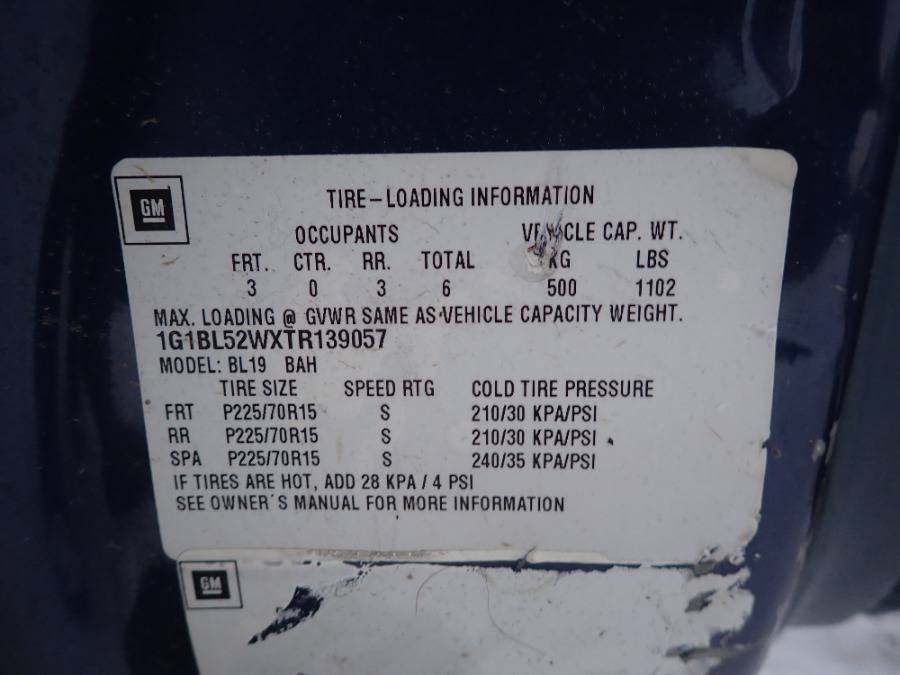 GM
TIRE-LOADING INFORMATION
OCCUPANTS VEHICLE CAP. WT.
FRT. CTR. RR. TOTAL KG LBS
3 0 3 6 500 1102
MAX. LOADING @ GVWR SAME AS VEHICLE CAPACITY WEIGHT.
1G1BL52WXTR139057
MODEL: BL19 BAH
TIRE SIZE SPEED RTG COLD TIRE PRESSURE
FRT P225/70R15 S 210/30 KPA/PSI
RR P225/70R15 S 210/30 KPA/PSI
SPA P225/70R15 S 240/35 KPA/PSI
IF TIRES ARE HOT, ADD 28 KPA / 4 PSI
SEE OWNER'S MANUAL FOR MORE INFORMATION
GM